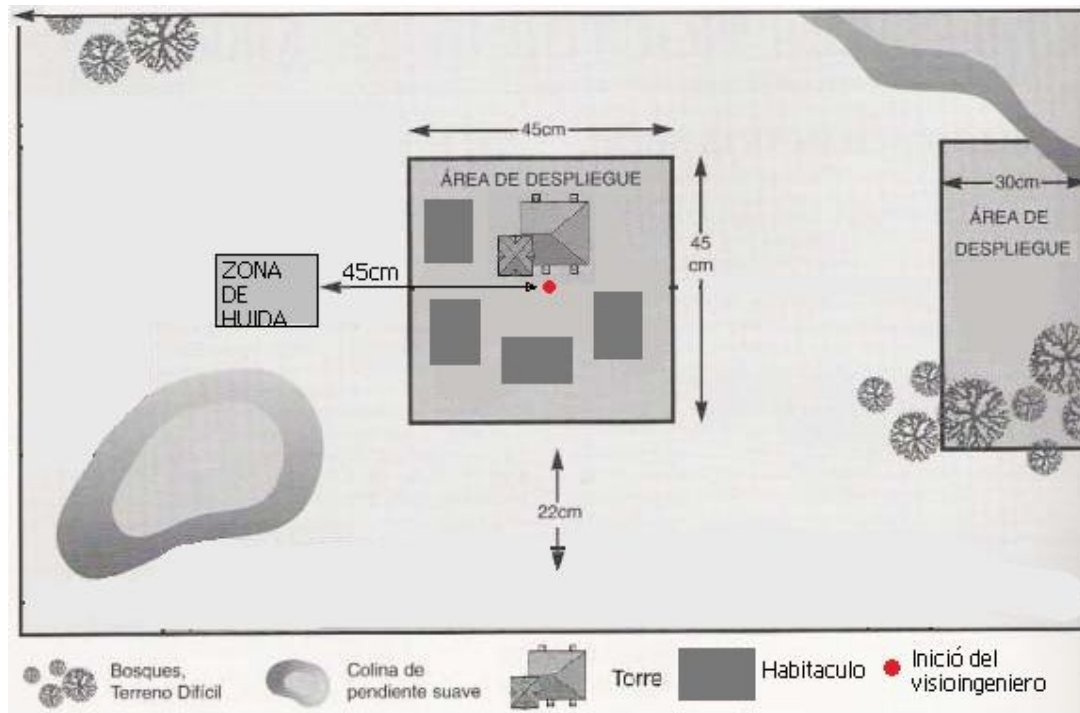 45cm
ÁREA DE DESPLIEGUE
30cm
ÁREA DE
DESPLIEGUE
45
cm
ZONA
DE
HUIDA
45cm
22cm
Bosques,
Terreno Difícil
Colina de
pendiente suave
Torre
Habitaculo
Inició del
visioingeniero